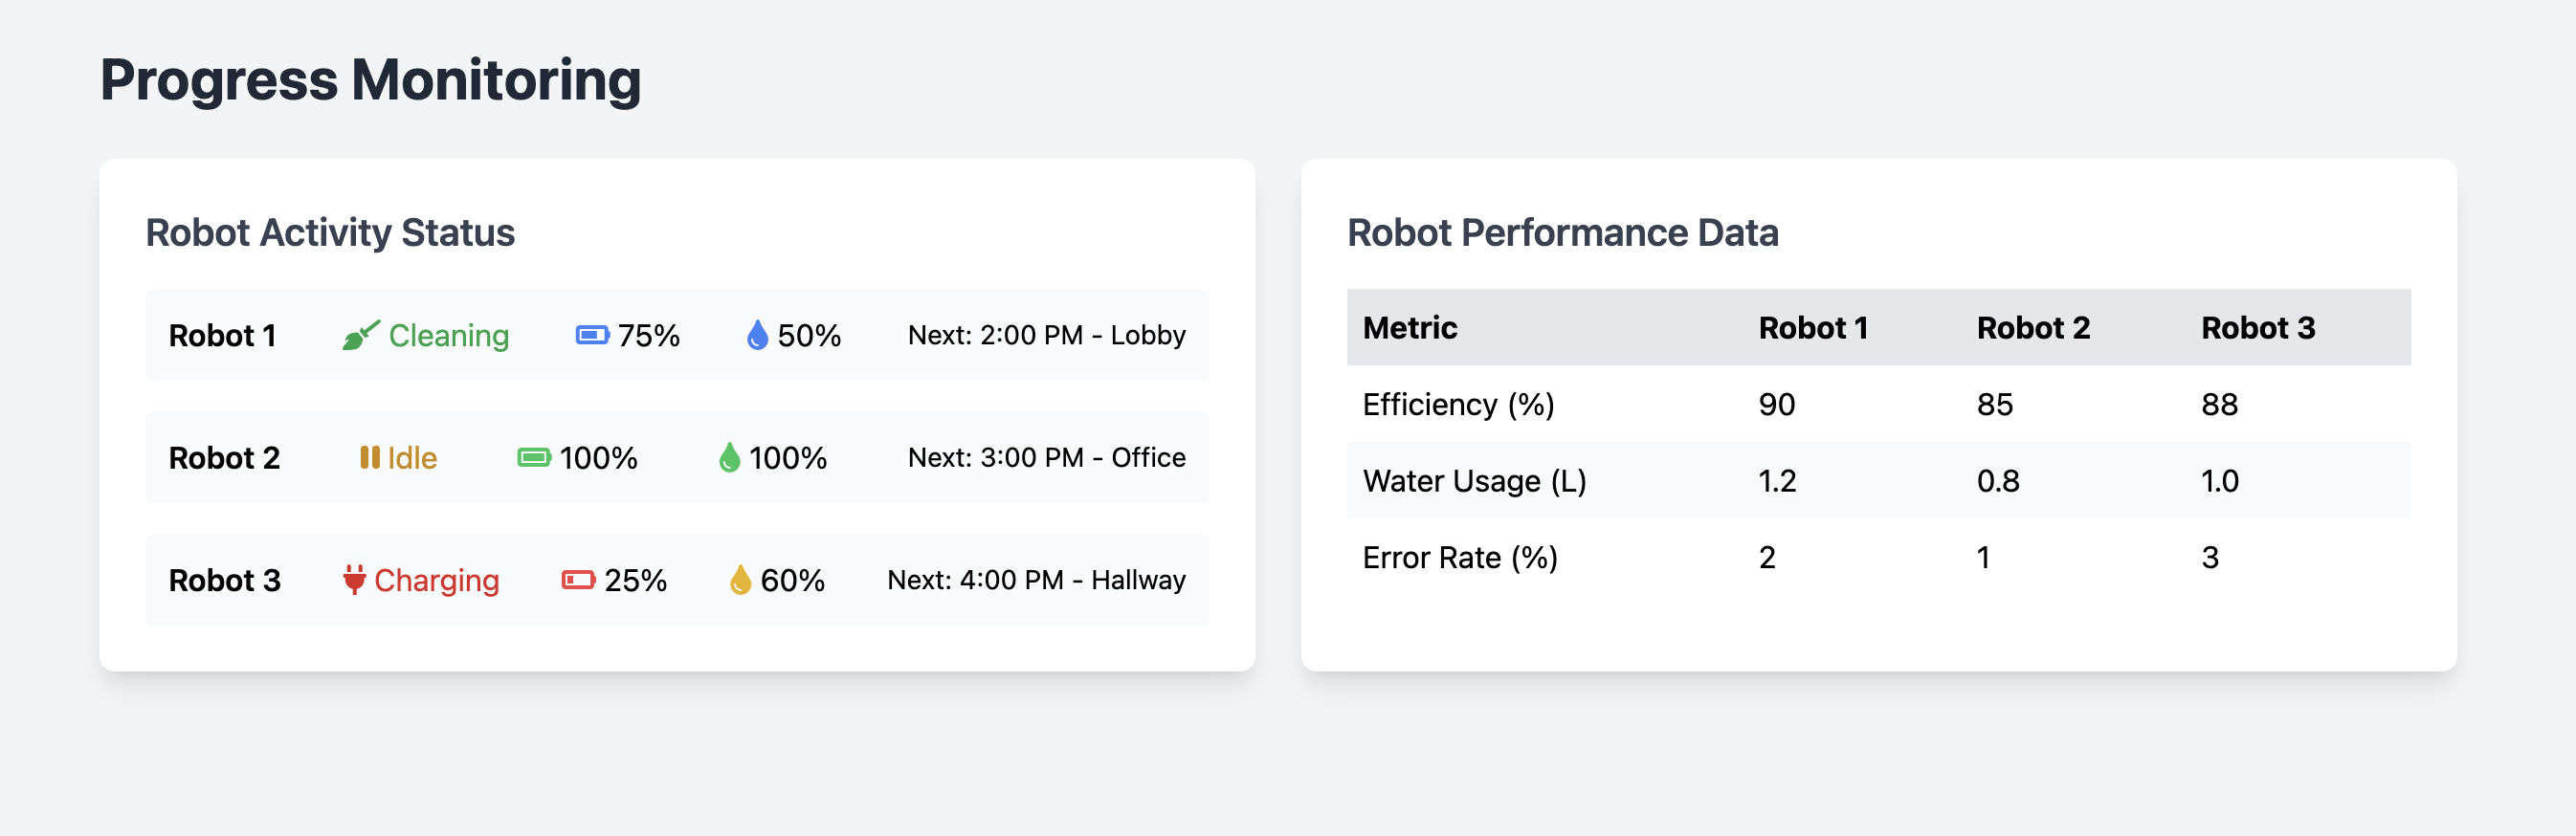 Progress Monitoring
Robot Activity Status
Robot 1 Cleaning 75% 50% Next: 2:00 PM - Lobby
Robot 2 Idle 100% 100% Next: 3:00 PM - Office
Robot 3 Charging 25% 60% Next: 4:00 PM - Hallway
Robot Performance Data
Metric Robot 1 Robot 2 Robot 3
Efficiency (%) 90 85 88
Water Usage (L) 1.2 0.8 1.0
Error Rate (%) 2 1 3